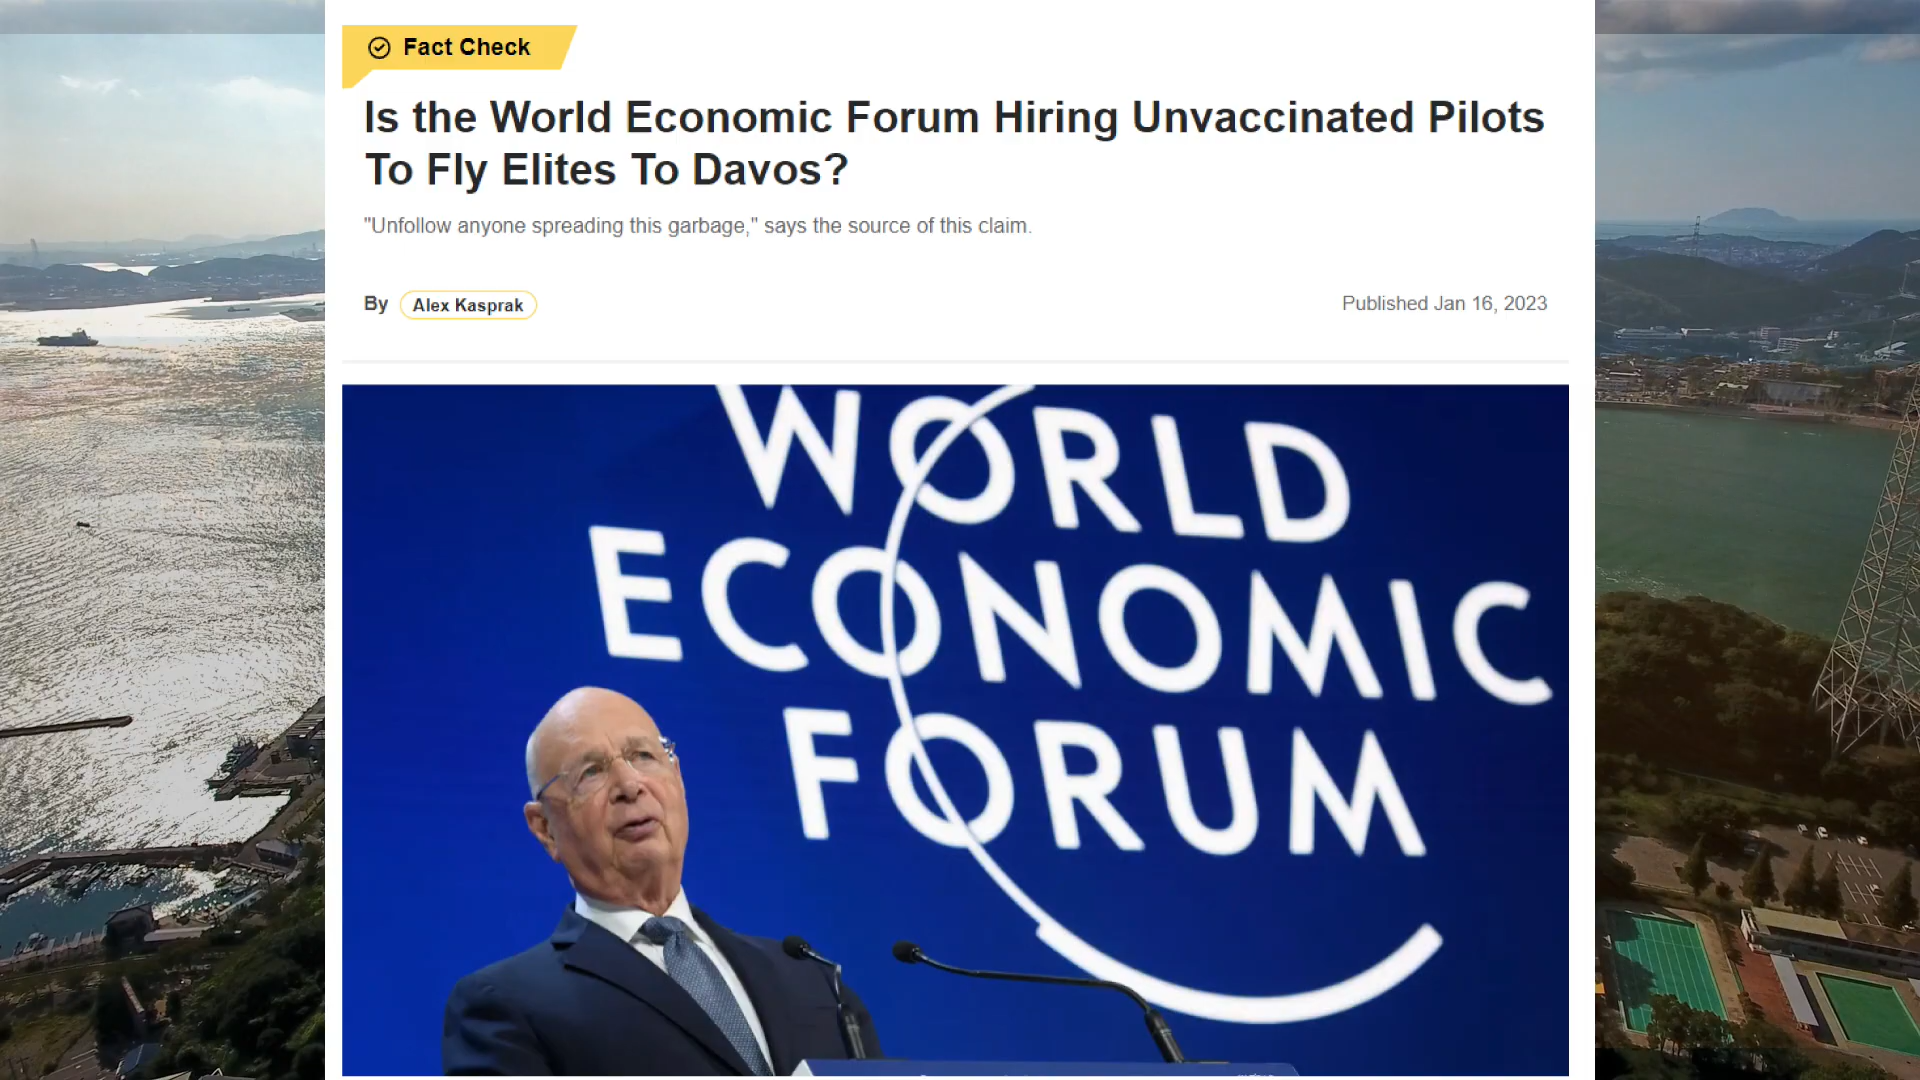 Fact Check
Is the World Economic Forum Hiring Unvaccinated Pilots
To Fly Elites To Davos?
"Unfollow anyone spreading this garbage," says the source of this claim.
By Alex Kasprak
Published Jan 16, 2023
WORLD
ECONOMIC
FORUM